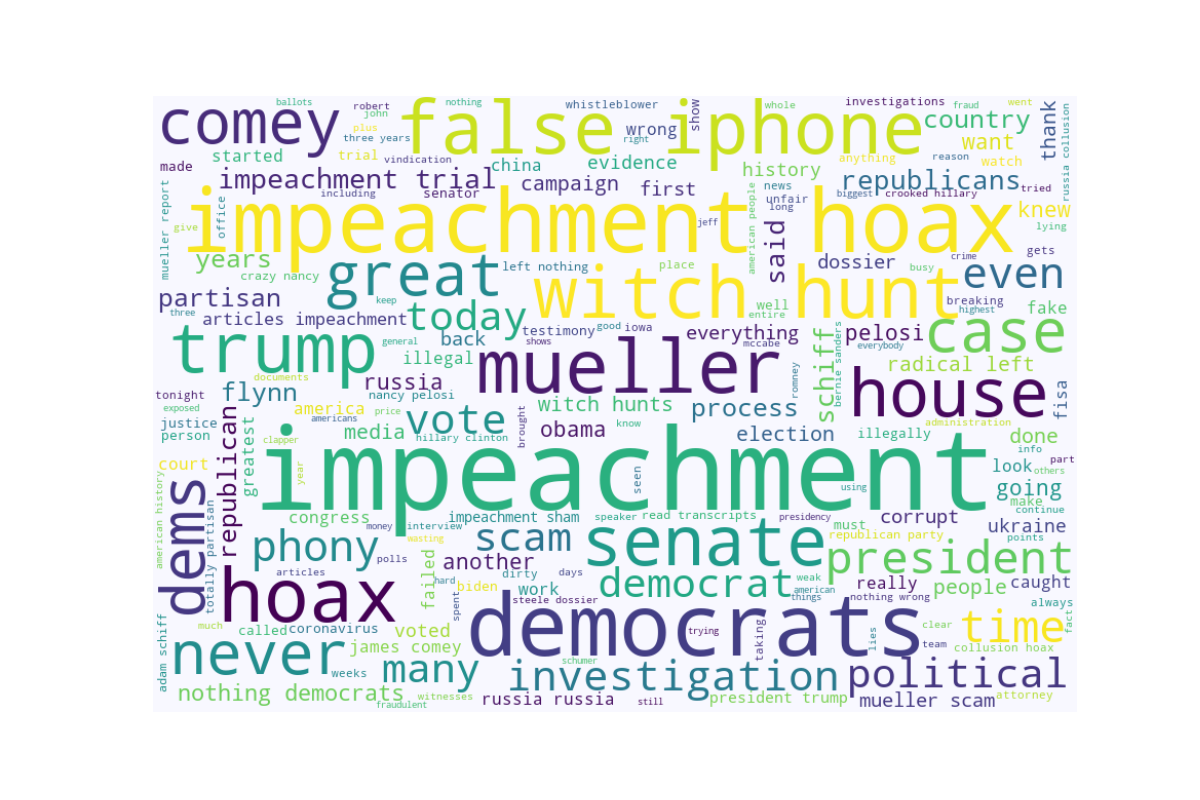 ballots
robert
nothing
whistleblower
whole
investigations
fraud
went
comey
john
false iphone
show
country
thank
russia collusion
plus
three years
wrong
right
want
started
trial
vindication
china
evidence
history
anything
reason
watch
made
impeachment trial
campaign
first
news
republicans
tried
including
senator
unfair
biggest
crooked hillary
mueller report
office
give
impeachment hoax
long
american people
knew
jeff
said
lying
years
great
left nothing
place
dossier
busy
crime
gets
even
crazy nancy
witch hunt
partisan
keep
well
breaking
fake
three
articles impeachment
today
entire
highest
testimony
good
iowa
everything
pelosi
case
trump
general
back
shows
mccabe
schiff
bernie sanders
everybody
illegal
mueller
radical left
documents
russia
romney
house
fisa
tonight
flynn
nancy pelosi
witch hunts
process
exposed
america
price
vote
americans
brought
know
justice
person
republican
greatest
media
hillary clinton
obama
election
illegally
administration
done
clapper
court
year
impeachment
info
look
part
others
seen
using
going
american history
dems
totally partisan
make
continue
congress
money
interview
impeachment sham
speaker
read transcripts
presidency
must
corrupt
ukraine
points
phony
wasting
scam
senate
republican party
polls
another
president
articles
failed
hard
biden
dirty
days
work
democrat
weak
american
things
really
nothing wrong
people
caught
hoax
spent
steele dossier
democrats
always
fact
much
called
coronavirus
voted
trying
taking
lies
clear
team
time
collusion hoax
adam schiff
never
james comey
weeks
many
schumer
investigation
political
nothing democrats
witnesses
fraudulent
russia russia
still
president trump
mueller scam
attorney